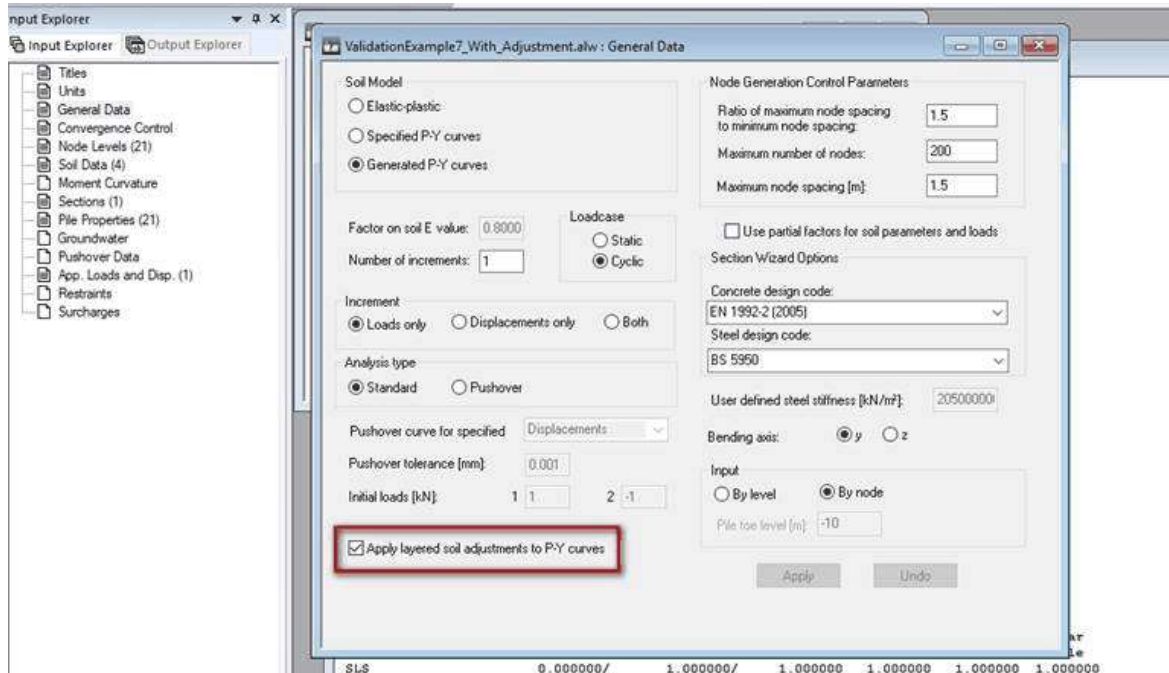 nput Explorer
Input Explorer
Output Explorer
Titles
Units
General Data
Convergence Control
Node Levels (21)
Soil Data (4)
Moment Curvature
Sections (1)
Pile Properties (21)
Groundwater
Pushover Data
App. Loads and Disp. (1)
Restraints
Surcharges
ValidationExample7_With_Adjustment.alw : General Data
Soil Model
Elastic-plastic
Specified P-Y curves
Generated P-Y curves
Factor on soil E value: 0.8000
Number of increments: 1
Loadcase
Static
Cyclic
Increment
Loads only Displacements only Both
Analysis type
Standard Pushover
Pushover curve for specified Displacements
Pushover tolerance [mm]: 0.001
Initial loads [kN]: 1 1 2 -1
Apply layered soil adjustments to P-Y curves
Node Generation Control Parameters
Ratio of maximum node spacing
to minimum node spacing: 1.5
Maximum number of nodes: 200
Maximum node spacing [m]: 1.5
Use partial factors for soil parameters and loads
Section Wizard Options
Concrete design code:
EN 1992-2 (2005)
Steel design code:
BS 5950
User defined steel stiffness [kN/m²]: 20500000
Bending axis: y z
Input
By level By node
Pile toe level [m]: -10
Apply Undo
ar
le
SLS 0.000000/ 1.000000/ 1.000000 1.000000 1.000000 1.000000